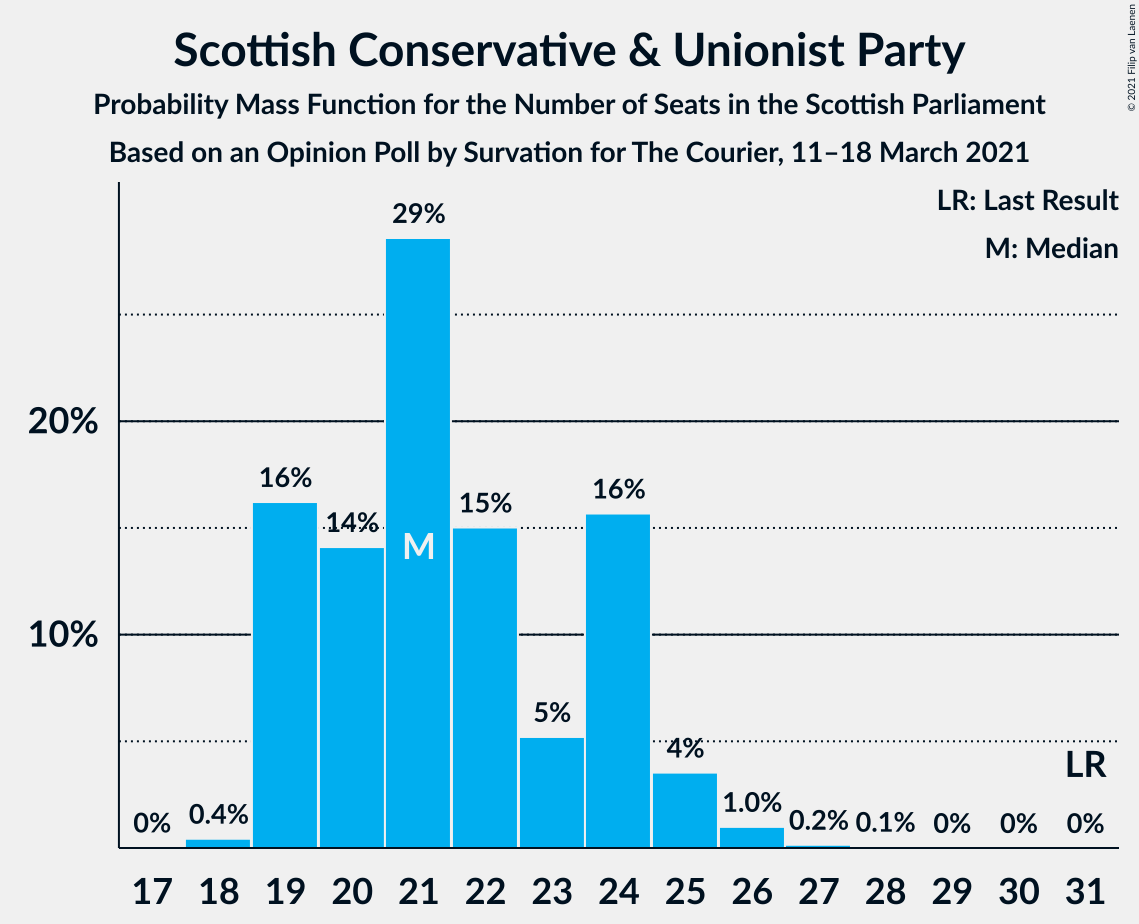 Scottish Conservative & Unionist Party
Probability Mass Function for the Number of Seats in the Scottish Parliament
Based on an Opinion Poll by Survation for The Courier, 11–18 March 2021
© 2021 Filip van Laenen
LR: Last Result
M: Median
29%
20%
16%
14%
15%
16%
M
10%
5%
4%
LR
0%
0.4%
1.0%
0.2%
0.1%
0%
0%
0%
17 18 19 20 21 22 23 24 25 26 27 28 29 30 31